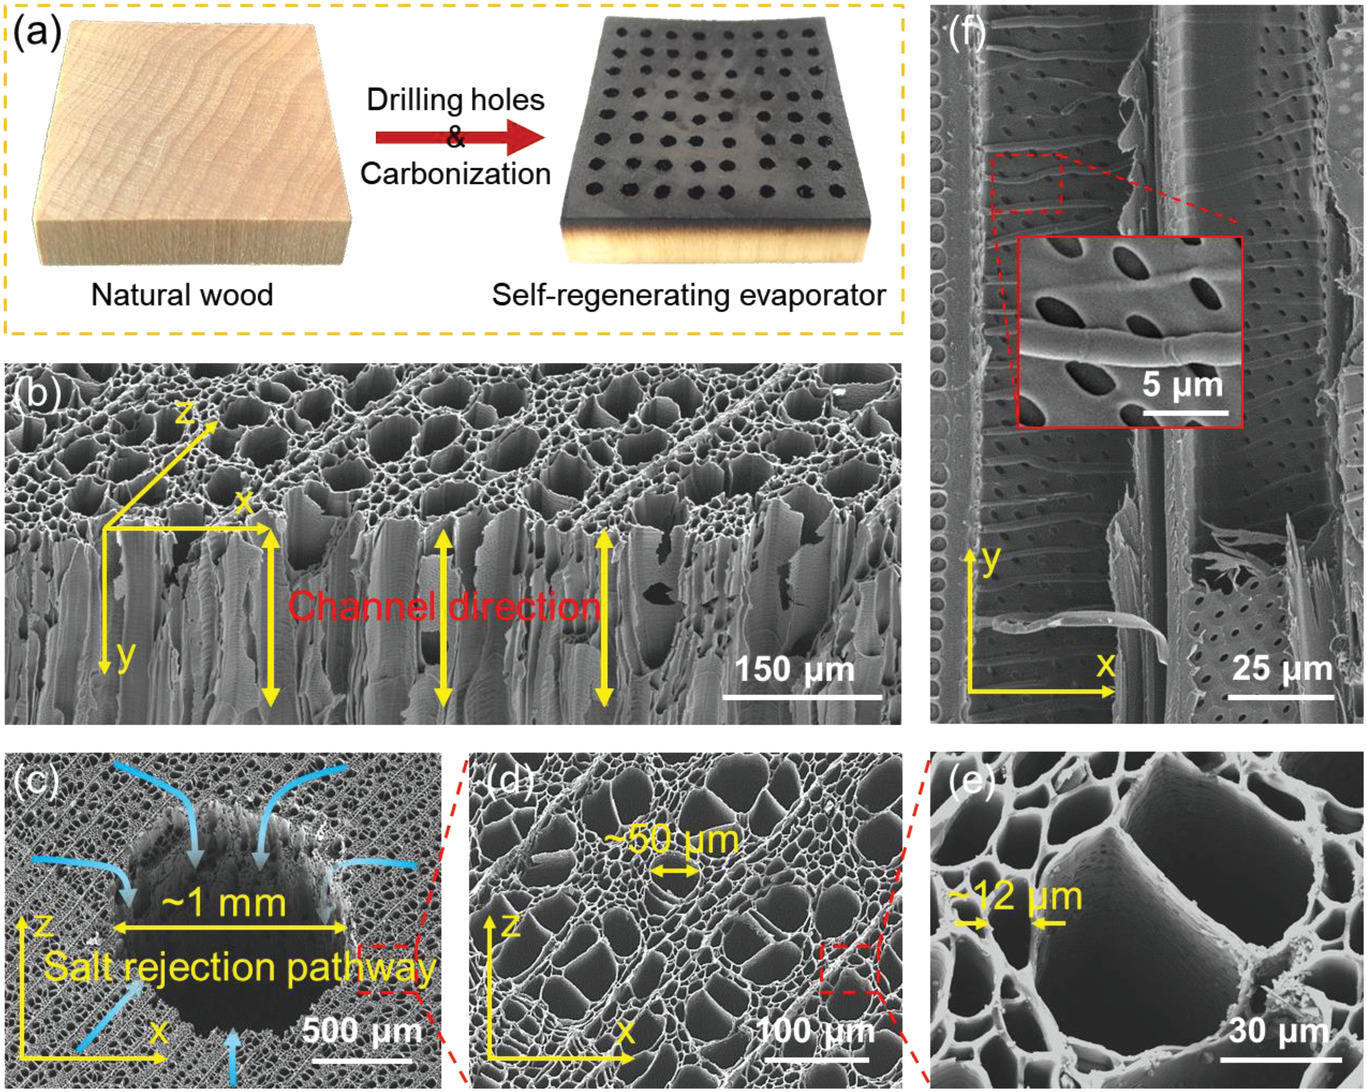 (a)
Drilling holes
&
Carbonization
Natural wood
Self-regenerating evaporator
(b)
z
x
Channel direction
y
150 µm
(c)
~1 mm
z
Salt rejection pathway
x
500 µm
(d)
~50 µm
z
x
100 µm
(e)
~12 µm
30 µm
(f)
5 µm
y
x
25 µm